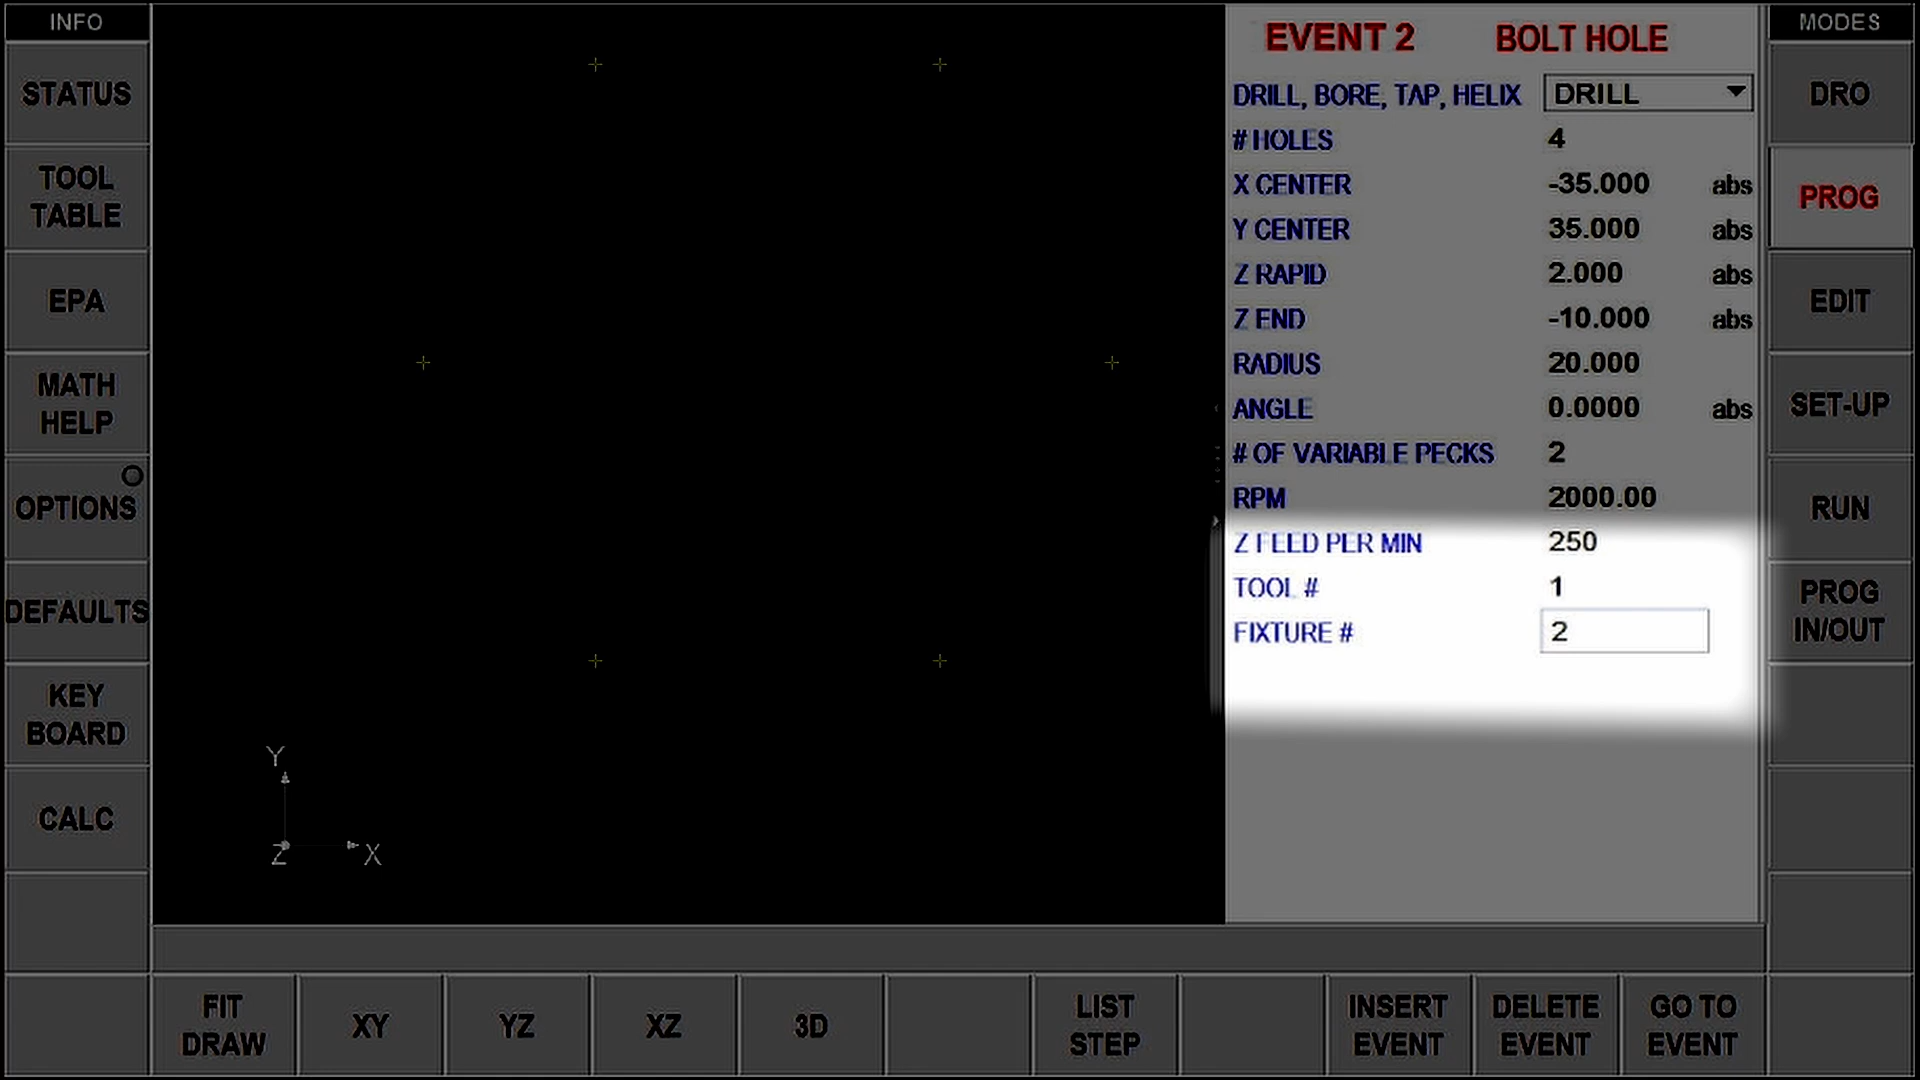 INFO
STATUS
TOOL
TABLE
EPA
MATH
HELP
OPTIONS
DEFAULTS
KEY
BOARD
CALC
Y
Z
X
EVENT 2 BOLT HOLE
DRILL, BORE, TAP, HELIX DRILL
# HOLES 4
X CENTER -35.000 abs
Y CENTER 35.000 abs
Z RAPID 2.000 abs
Z END -10.000 abs
RADIUS 20.000
ANGLE 0.0000 abs
# OF VARIABLE PECKS 2
RPM 2000.00
Z FEED PER MIN 250
TOOL # 1
FIXTURE # 2
MODES
DRO
PROG
EDIT
SET-UP
RUN
PROG
IN/OUT
FIT
DRAW
XY
YZ
XZ
3D
LIST
STEP
INSERT
EVENT
DELETE
EVENT
GO TO
EVENT